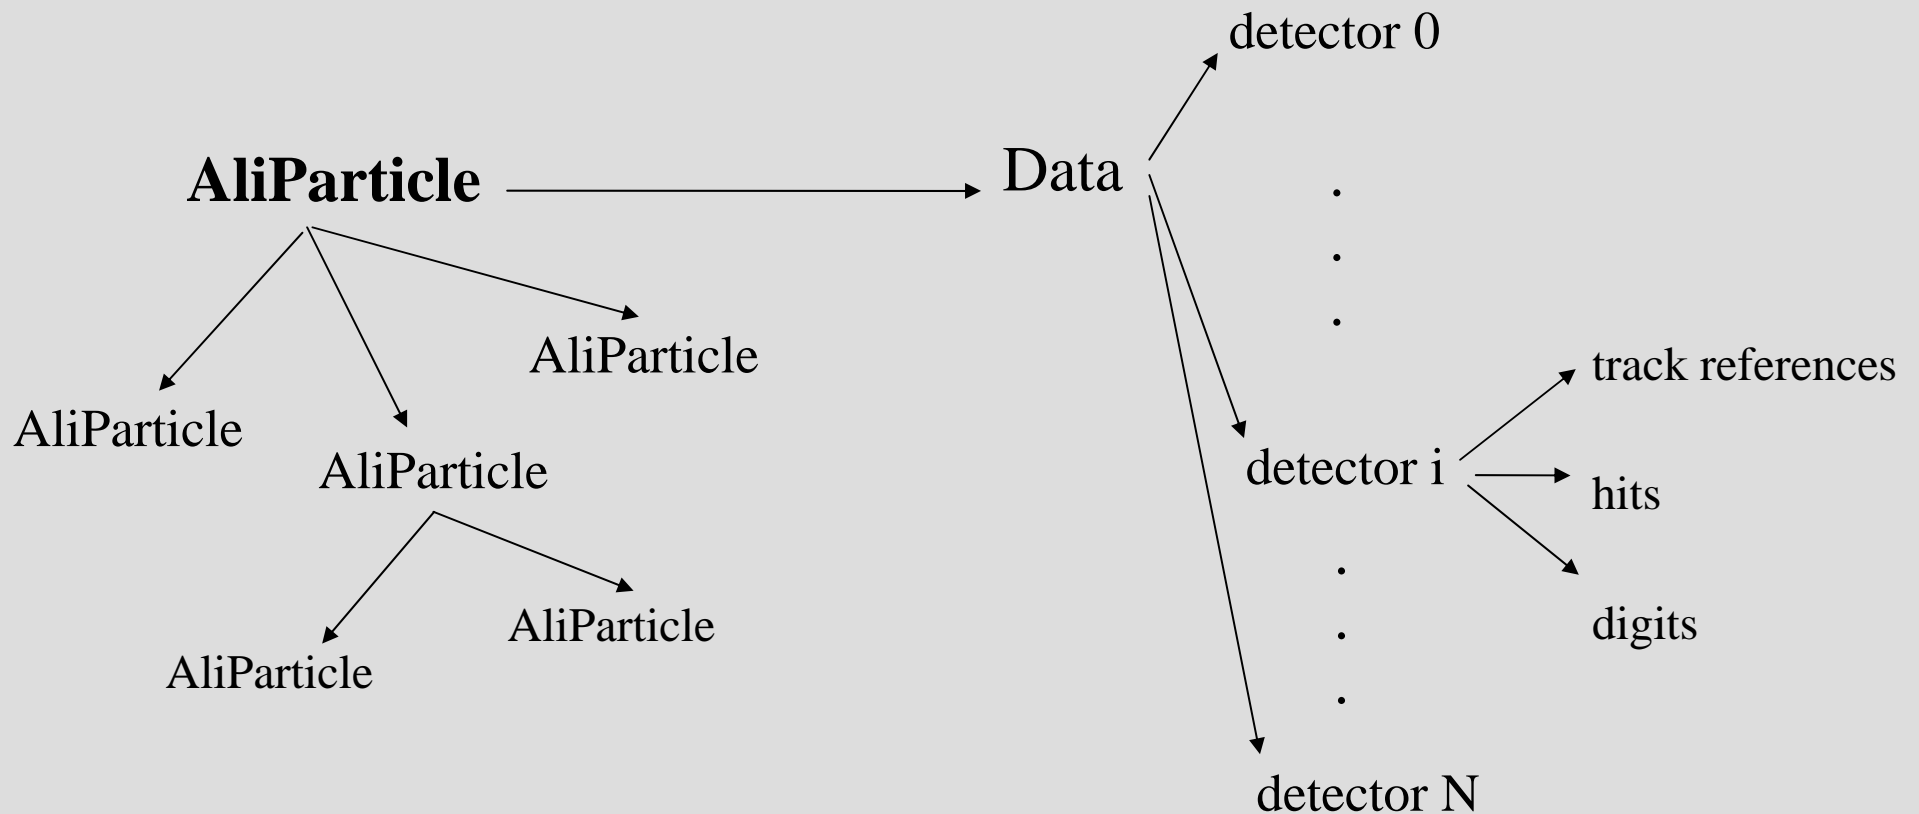 detector 0
AliParticle
Data
.
.
.
AliParticle
track references
AliParticle
AliParticle
detector i
hits
.
AliParticle
digits
.
AliParticle
.
detector N